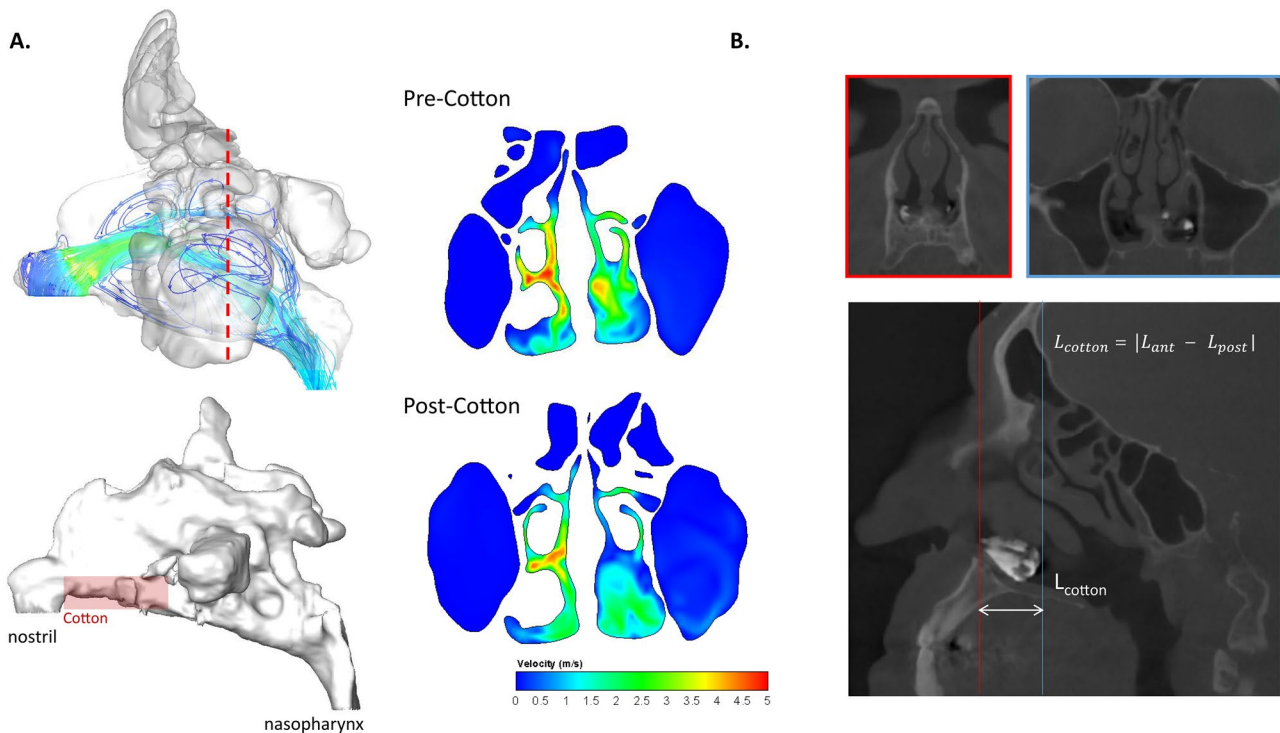 A.
B.
Pre-Cotton
L_cotton = |L_ant − L_post|
Post-Cotton
L_cotton
Cotton
nostril
nasopharynx
Velocity (m/s)
0 0.5 1 1.5 2 2.5 3 3.5 4 4.5 5